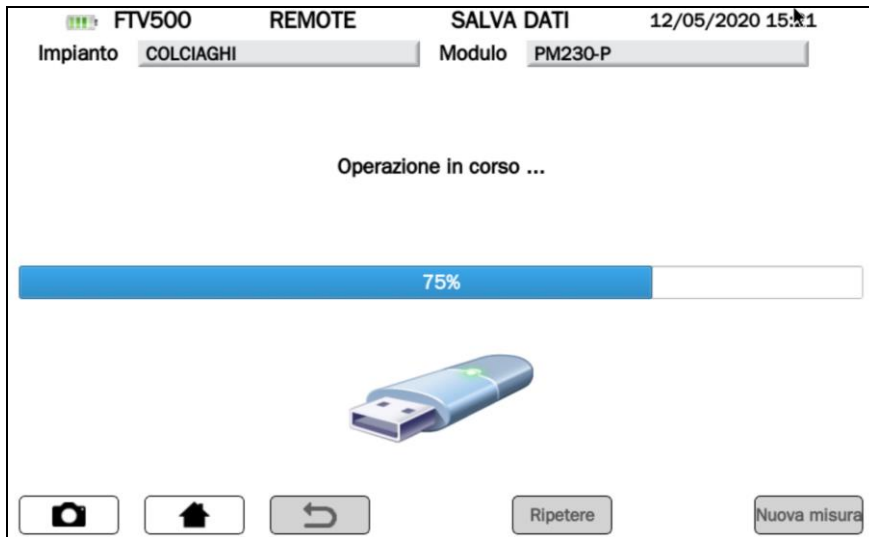 FTV500 REMOTE SALVA DATI 12/05/2020 15:21
Impianto COLCIAGHI Modulo PM230-P
Operazione in corso ...
75%
Ripetere Nuova misura